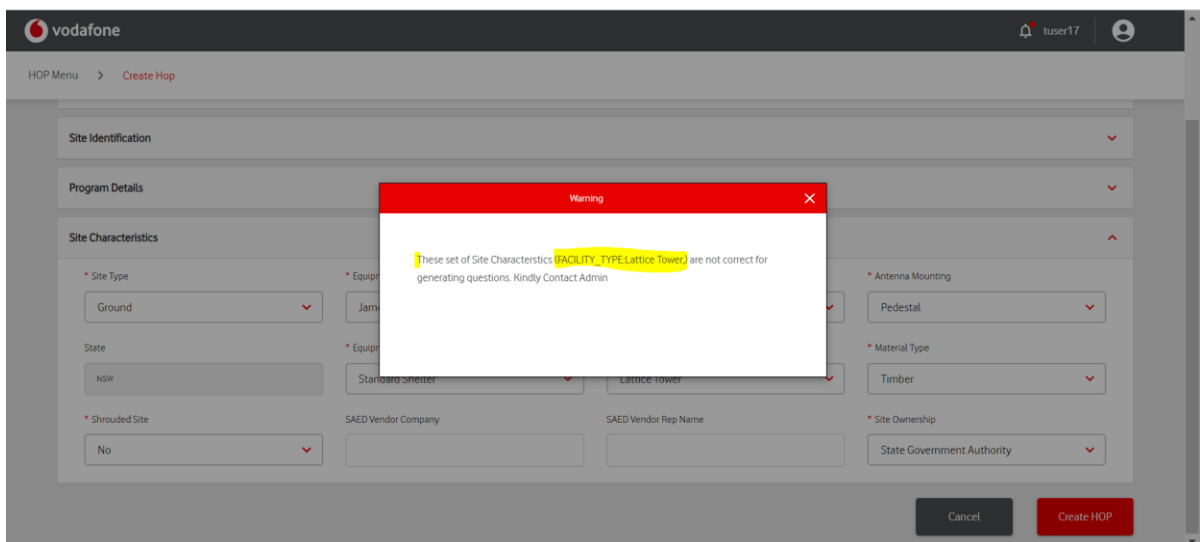 vodafone
tuser17
HOP Menu > Create Hop
Site Identification
Program Details
Warning
Site Characteristics
These set of Site Characterstics (FACILITY_TYPE:Lattice Tower,) are not correct for
generating questions. Kindly Contact Admin
* Site Type
* Antenna Mounting
Ground
Pedestal
State
* Material Type
NSW
Standard Shelter
Lattice Tower
Timber
* Shrouded Site
SAED Vendor Company
SAED Vendor Rep Name
* Site Ownership
No
State Government Authority
Cancel
Create HOP